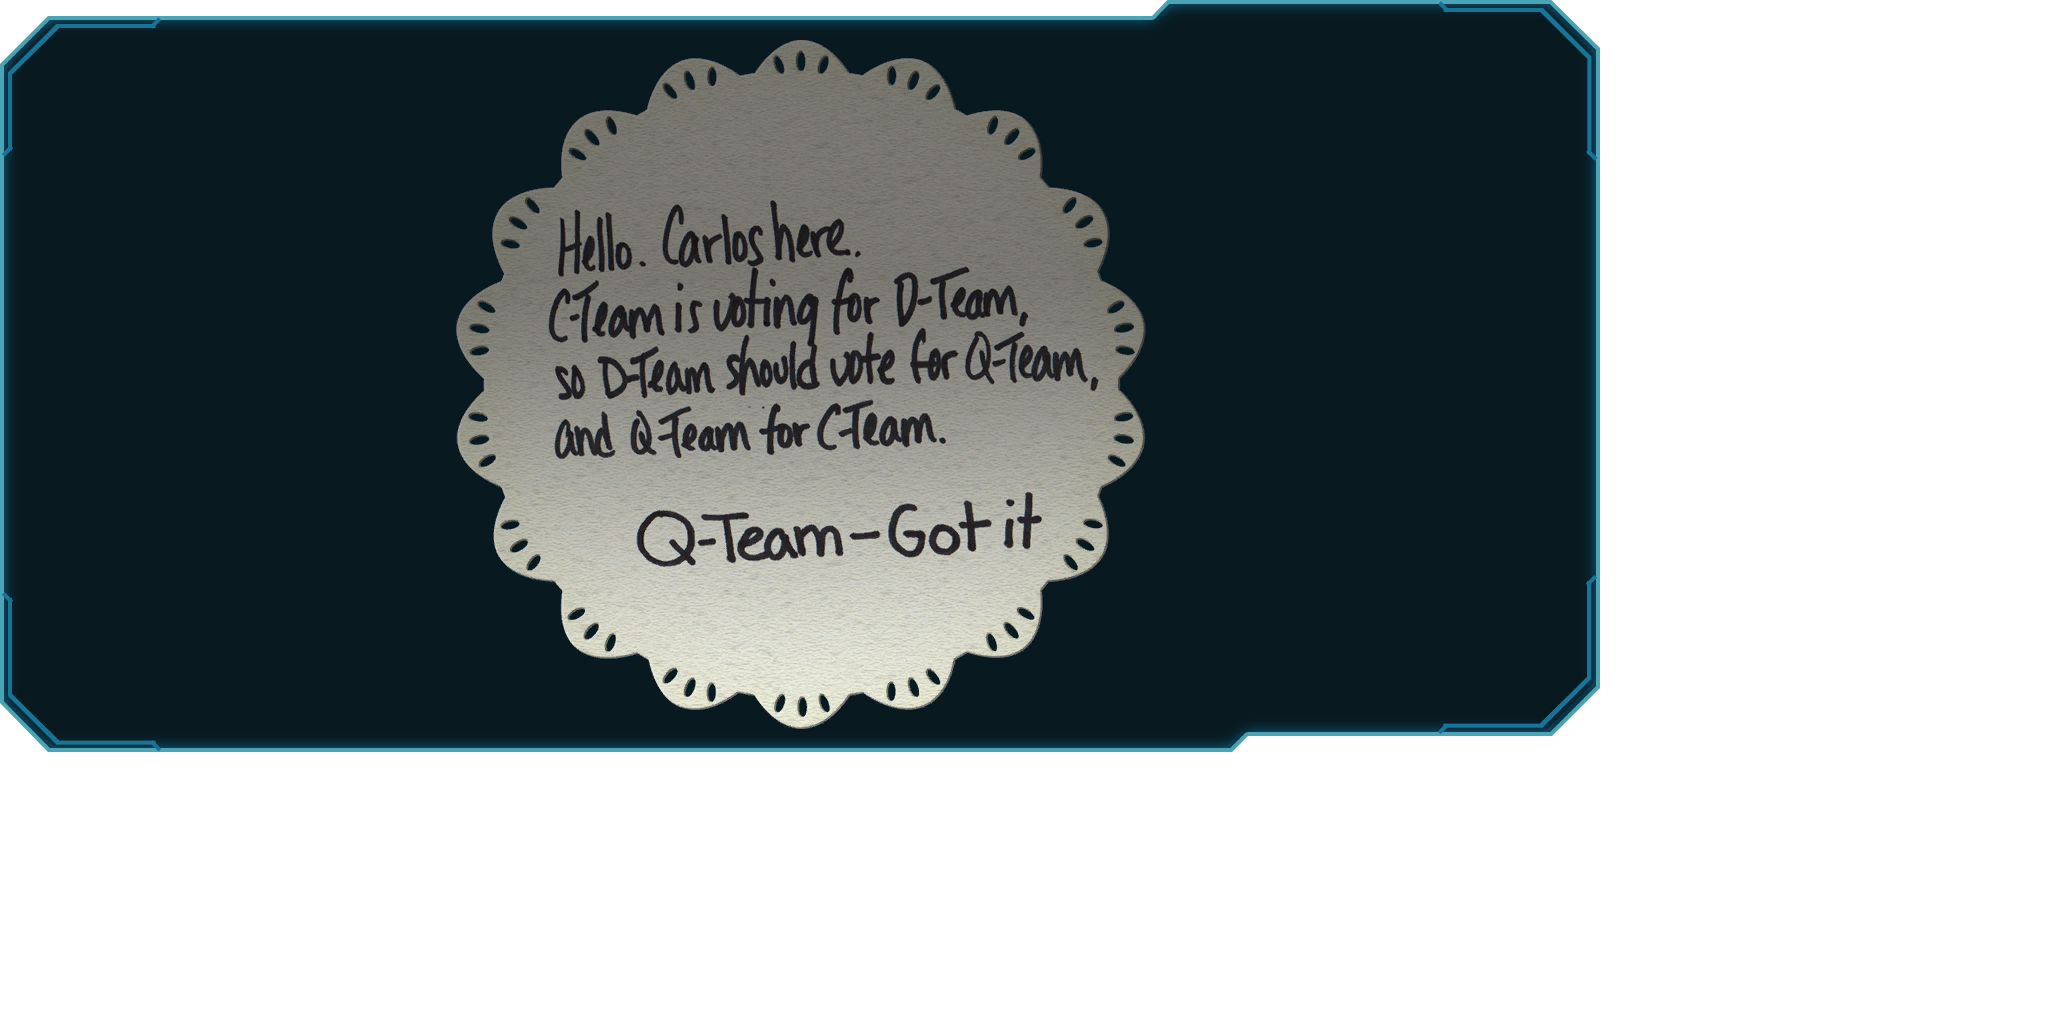 Hello. Carlos here.
C-Team is voting for D-Team,
so D-Team should vote for Q-Team,
and Q-Team for C-Team.
Q-Team-Got it